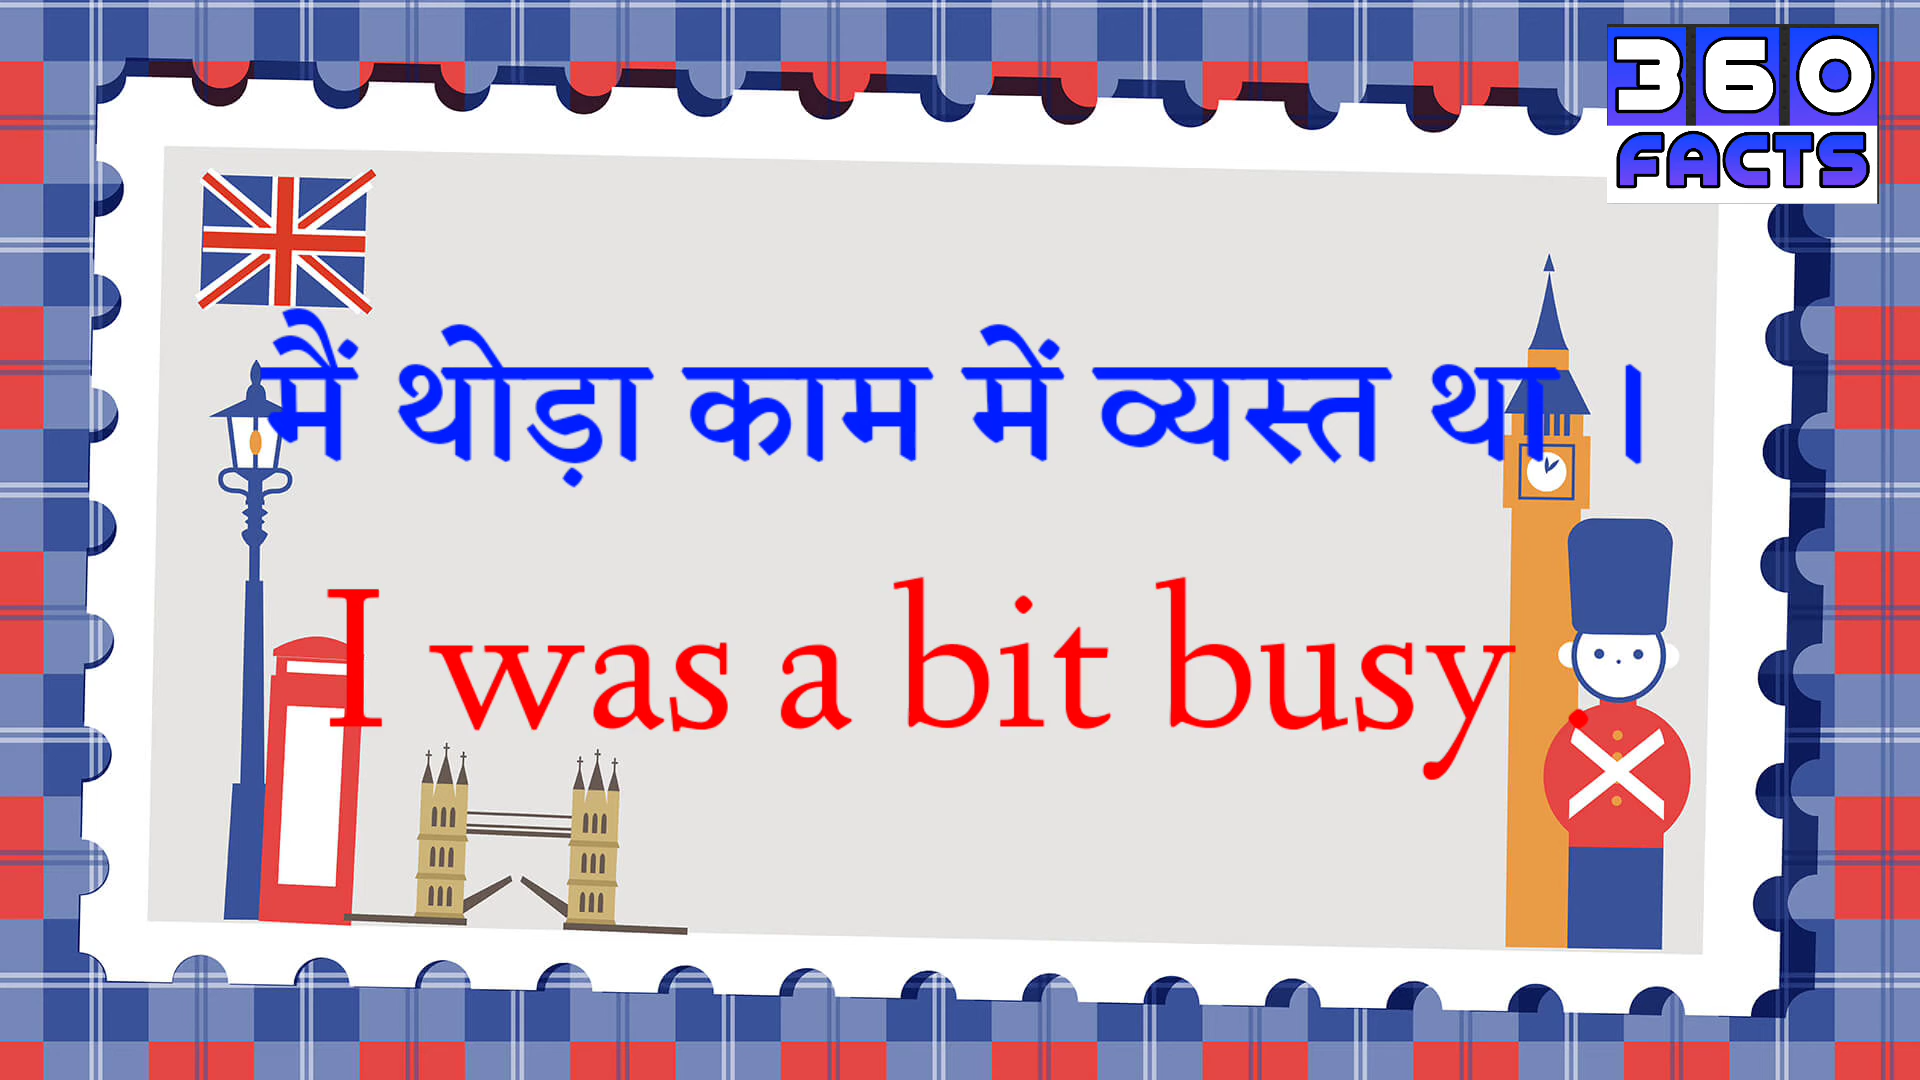 360
FACTS
मैं थोड़ा काम में व्यस्त था ।
I was a bit busy .